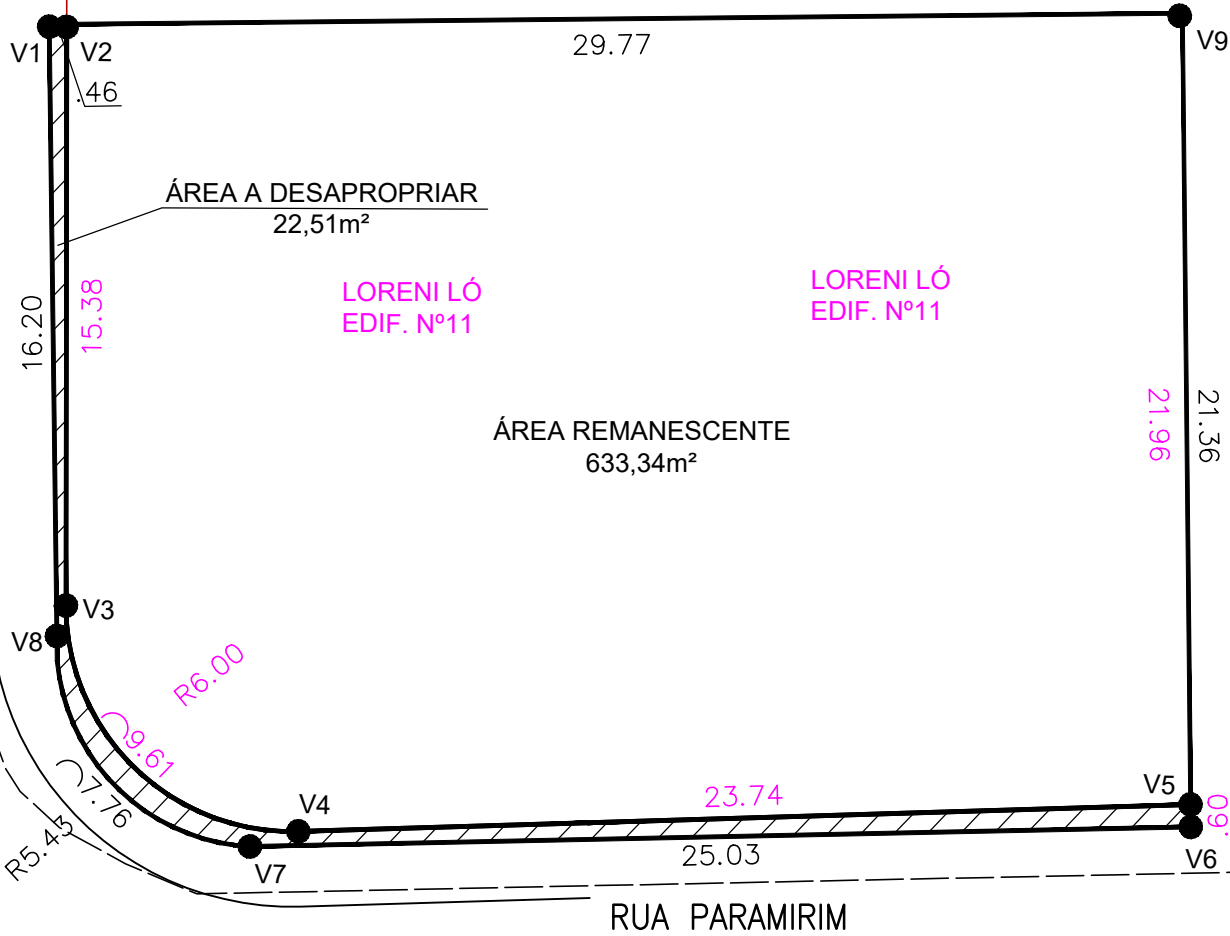 V1
V2
29.77
V9
.46
ÁREA A DESAPROPRIAR
22,51m²
LORENI LÓ
EDIF. Nº11
LORENI LÓ
EDIF. Nº11
16.20
15.38
21.96
21.36
ÁREA REMANESCENTE
633,34m²
V3
V8
R6.00
9.61
7.76
R5.43
V4
23.74
V5
.60
V7
25.03
V6
RUA PARAMIRIM